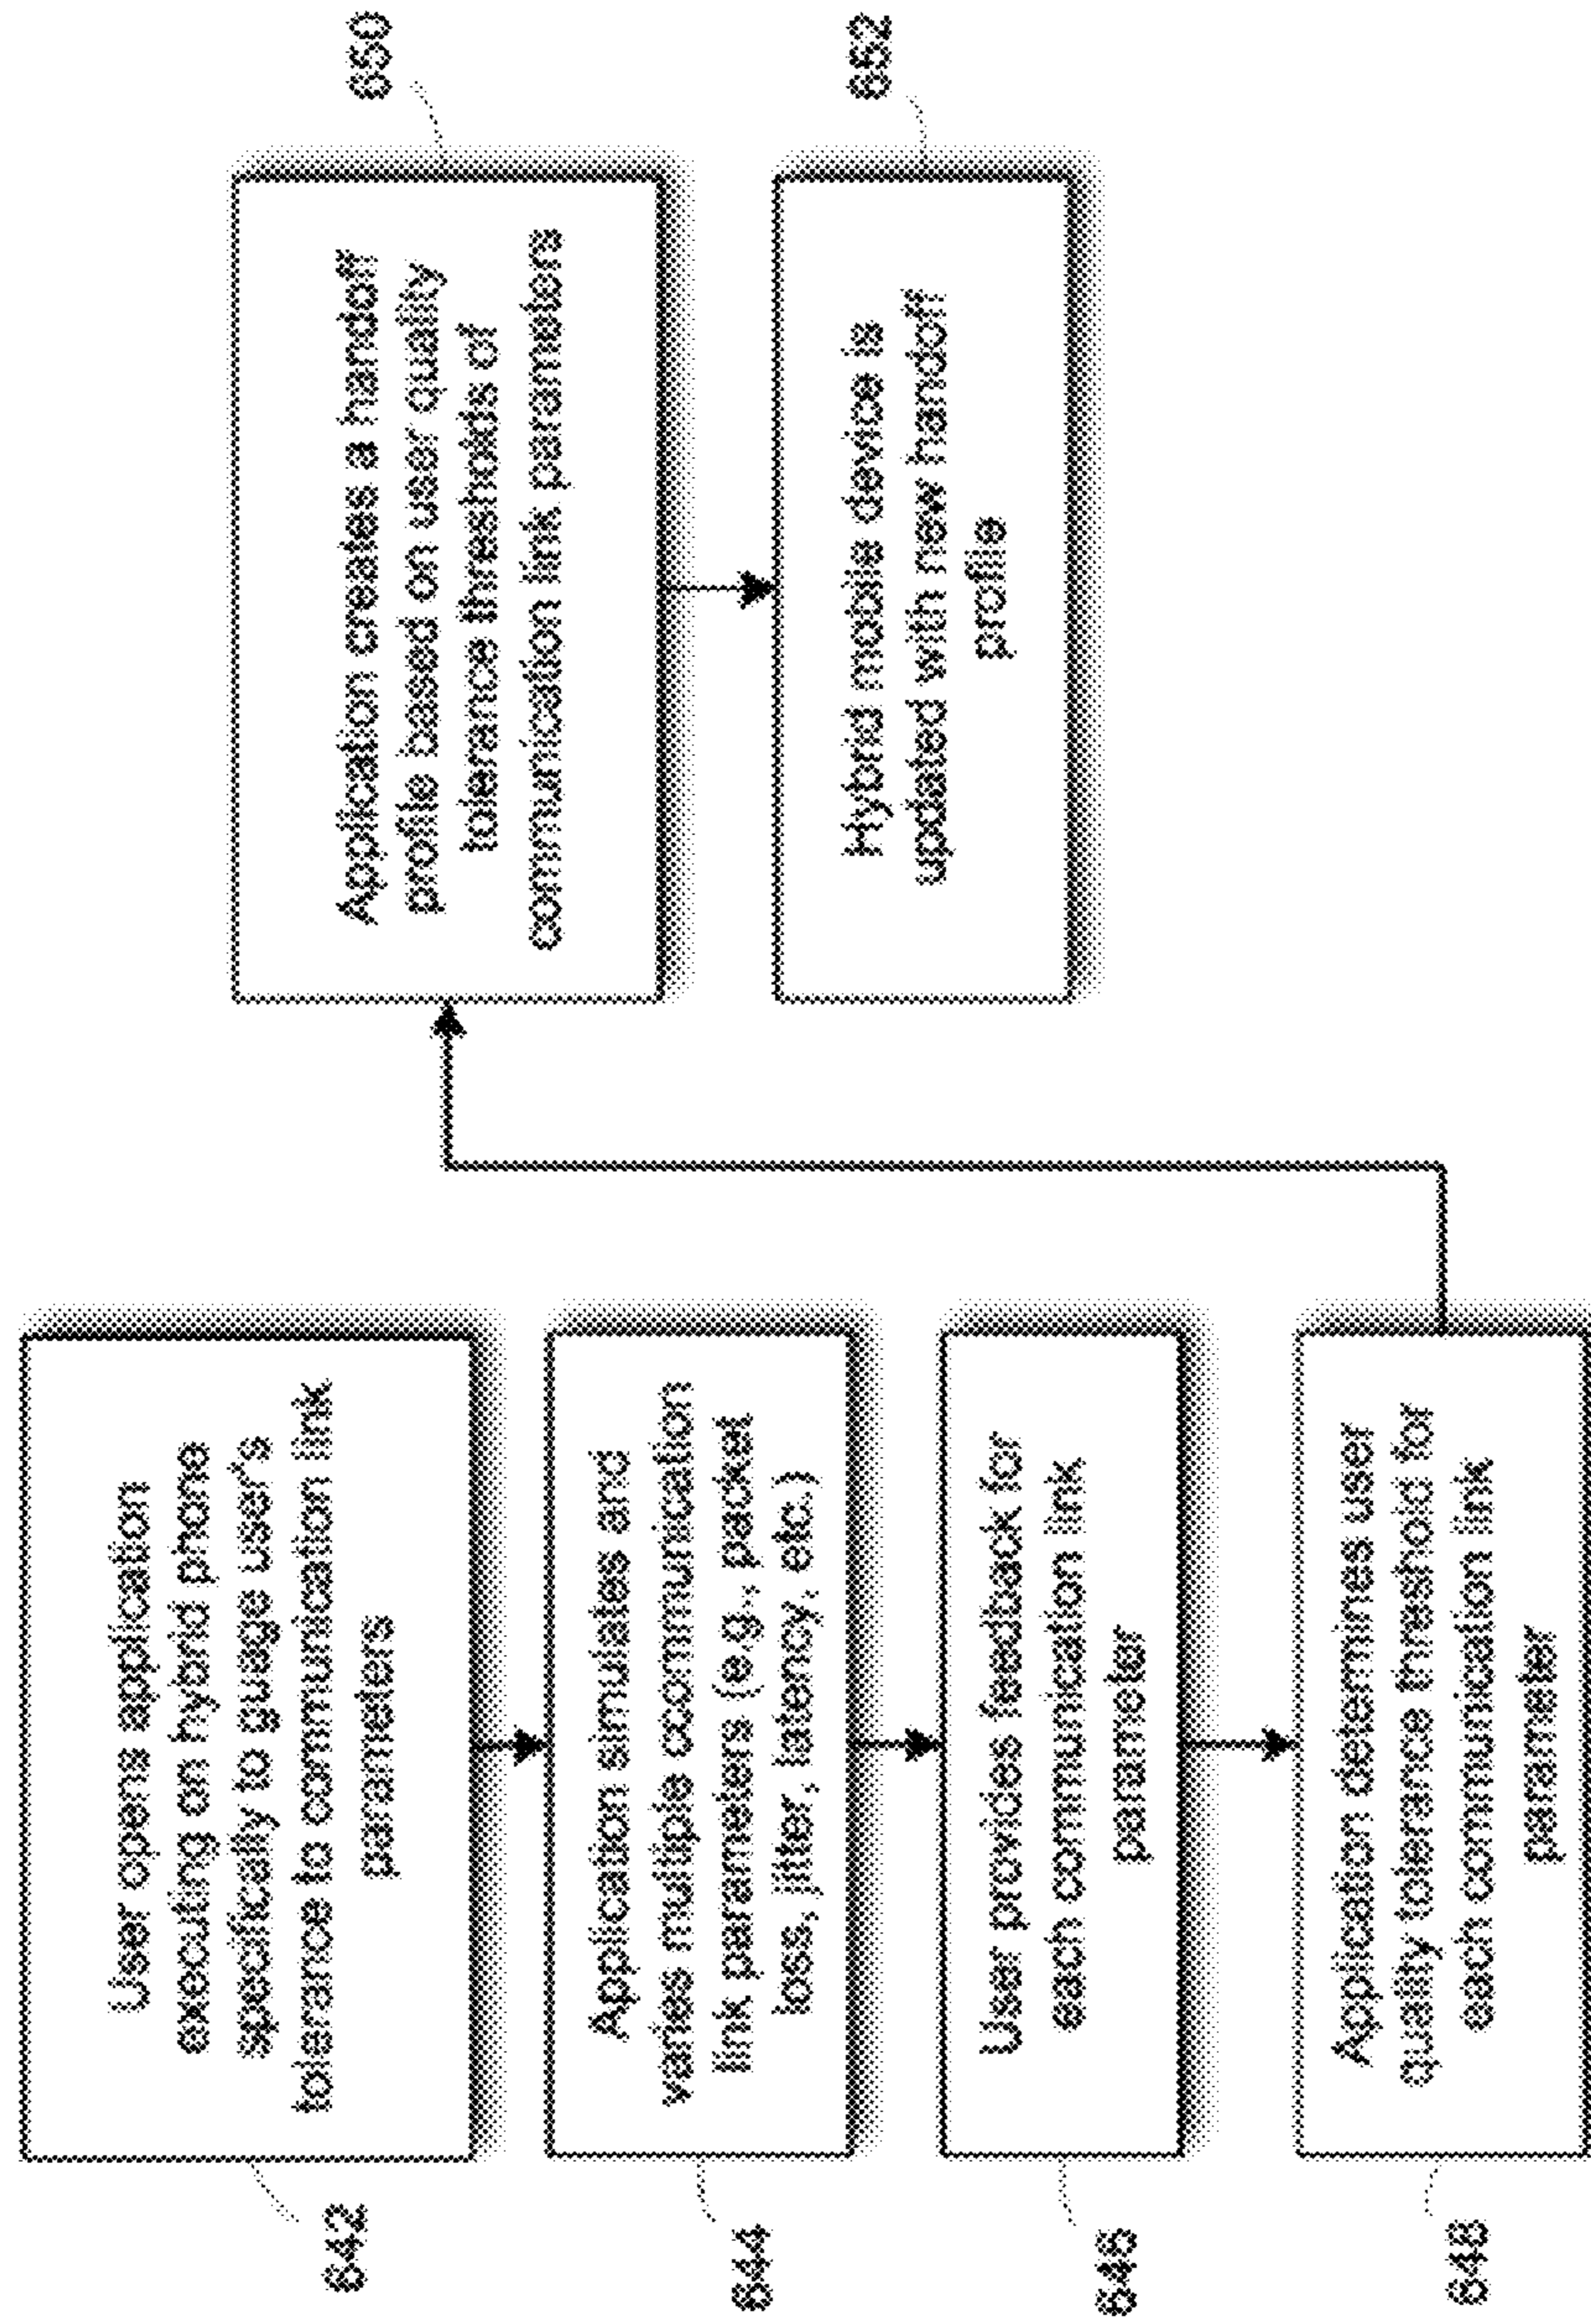 User opens application
executing on hybrid phone
specifically to guage user's
tolerance to communication link
parameters
642
Application simulates and
varies multiple communication
link parameters (e.g., packet
loss, jitter, latency, etc.)
644
User provides feedback for
each communication link
parameter
646
Application determines user
quality tolerance threshold for
each communication link
parameter
648
Application creates a handoff
profile based on user quality
tolerance thresholds of
communication link parameters
650
Hybrid mobile device is
updated with new handoff
profile
652